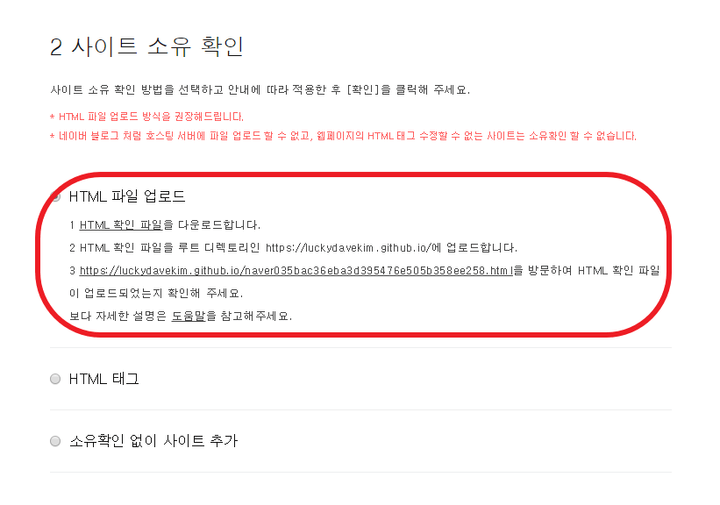 2 사이트 소유 확인
사이트 소유 확인 방법을 선택하고 안내에 따라 적용한 후 [확인]을 클릭해 주세요.
* HTML 파일 업로드 방식을 권장해드립니다.
* 네이버 블로그 처럼 호스팅 서버에 파일 업로드 할 수 없고, 웹페이지의 HTML 태그 수정할 수 없는 사이트는 소유확인 할 수 없습니다.
HTML 파일 업로드
1 HTML 확인 파일을 다운로드합니다.
2 HTML 확인 파일을 루트 디렉토리인 https://luckydavekim.github.io/에 업로드합니다.
3 https://luckydavekim.github.io/naver035bac36eba3d395476e505b358ee258.html을 방문하여 HTML 확인 파일
이 업로드되었는지 확인해 주세요.
보다 자세한 설명은 도움말을 참고해주세요.
HTML 태그
소유확인 없이 사이트 추가